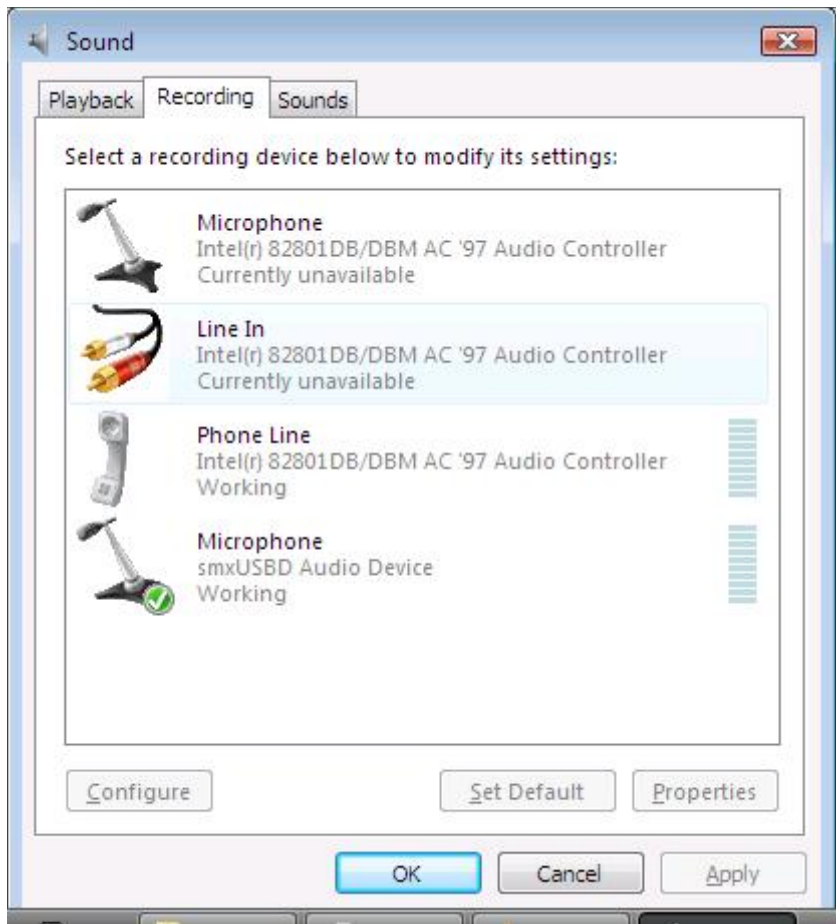 Sound
Playback
Recording
Sounds
Select a recording device below to modify its settings:
Microphone
Intel(r) 82801DB/DBM AC '97 Audio Controller
Currently unavailable
Line In
Intel(r) 82801DB/DBM AC '97 Audio Controller
Currently unavailable
Phone Line
Intel(r) 82801DB/DBM AC '97 Audio Controller
Working
Microphone
smxUSBD Audio Device
Working
Configure
Set Default
Properties
OK
Cancel
Apply